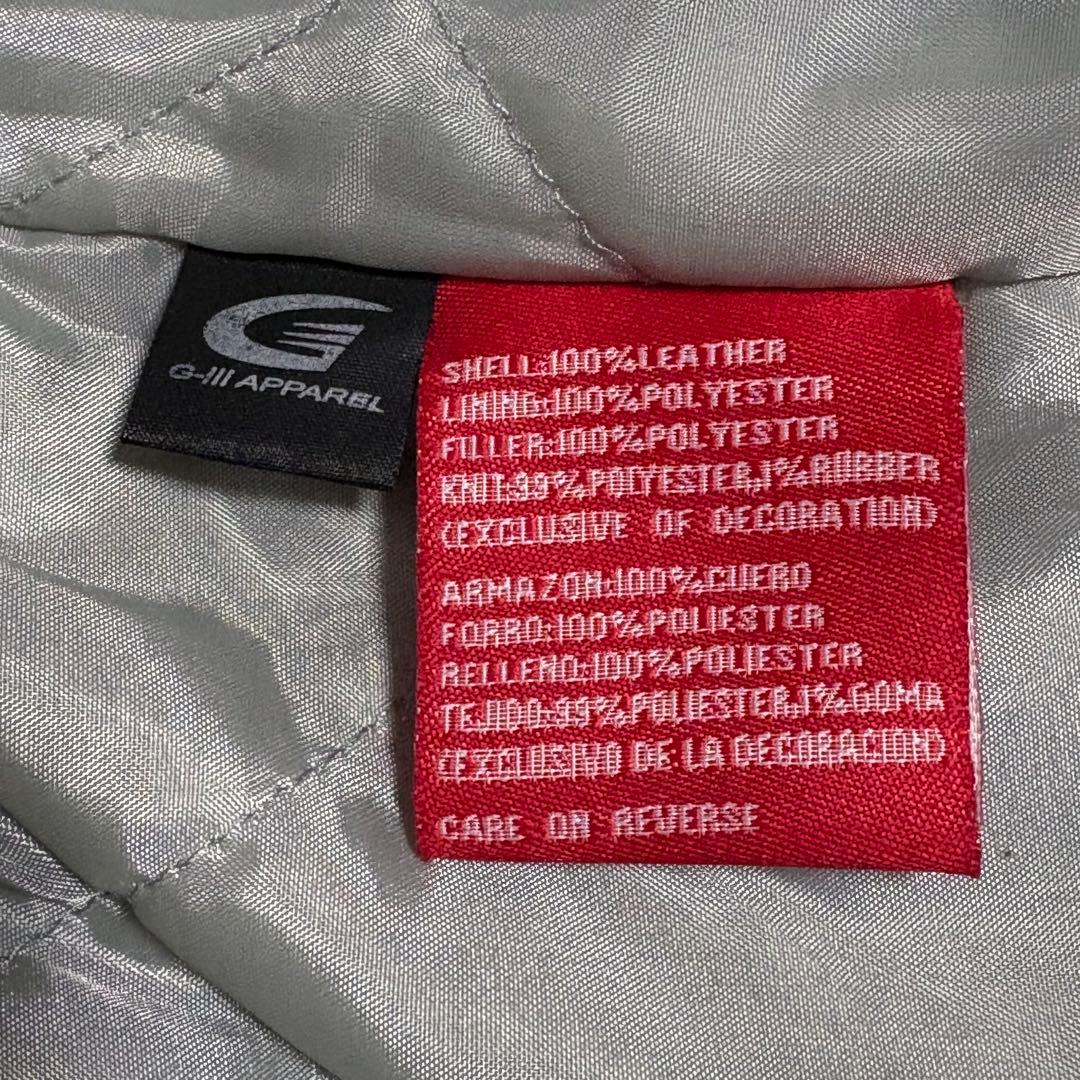 G-III APPAREL
SHELL:100%LEATHER
LINING:100%POLYESTER
FILLER:100%POLYESTER
KNIT:99%POLYESTER,1%RUBBER
(EXCLUSIVE OF DECORATION)
ARMAZON:100%CUERO
FORRO:100%POLIESTER
RELLENO:100%POLIESTER
TEJIDO:99%POLIESTER,1%GOMA
(EXCLUSIVO DE LA DECORACION)
CARE ON REVERSE